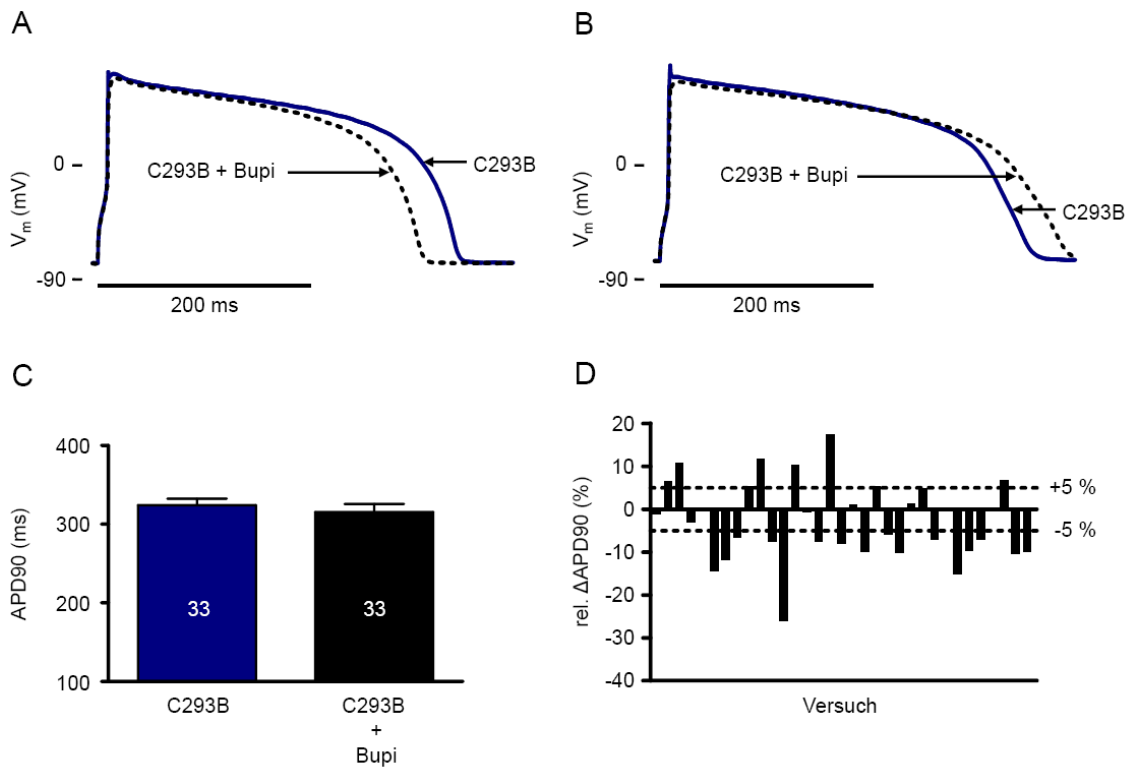 A
0
V_m (mV)
-90
C293B + Bupi
C293B
200 ms
B
0
V_m (mV)
-90
C293B + Bupi
C293B
200 ms
C
APD90 (ms)
400
300
200
100
33
33
C293B
C293B
+
Bupi
D
rel. ΔAPD90 (%)
20
10
0
-10
-20
-30
-40
+5 %
-5 %
Versuch